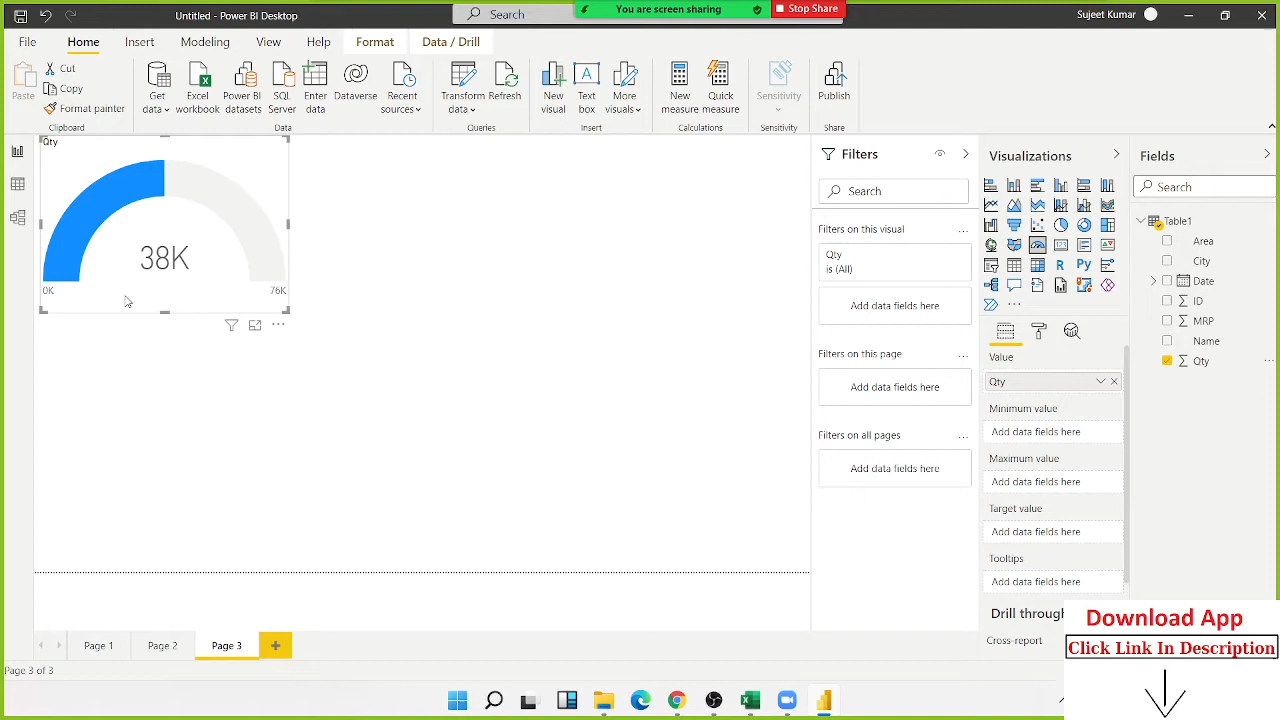 Untitled - Power BI Desktop
Search
You are screen sharing
Stop Share
Sujeet Kumar
File
Home
Insert
Modeling
View
Help
Format
Data / Drill
Paste
Cut
Copy
Format painter
Get data
Excel workbook
Power BI datasets
SQL Server
Enter data
Dataverse
Recent sources
Transform data
Refresh
New visual
Text box
More visuals
New measure
Quick measure
Sensitivity
Publish
Clipboard
Data
Queries
Insert
Calculations
Sensitivity
Share
Qty
38K
0K
76K
Filters
Search
Filters on this visual
Qty
is (All)
Add data fields here
Filters on this page
Add data fields here
Filters on all pages
Add data fields here
Visualizations
R
Py
123
Value
Qty
Minimum value
Add data fields here
Maximum value
Add data fields here
Target value
Add data fields here
Tooltips
Add data fields here
Drill through
Cross-report
Fields
Search
Table1
Area
City
Date
ID
MRP
Name
Qty
Page 1
Page 2
Page 3
Page 3 of 3
Download App
Click Link In Description